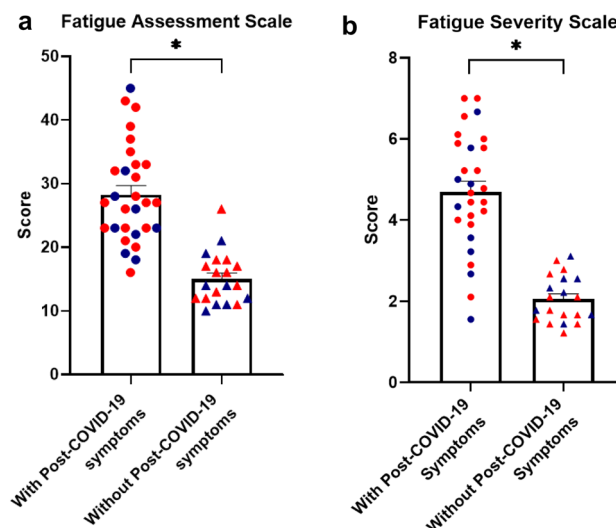 a Fatigue Assessment Scale
*
50
40
30
20
10
0
Score
With Post-COVID-19
symptoms
Without Post-COVID-19
symptoms
b Fatigue Severity Scale
*
8
6
4
2
0
Score
With Post-COVID-19
Symptoms
Without Post-COVID-19
Symptoms